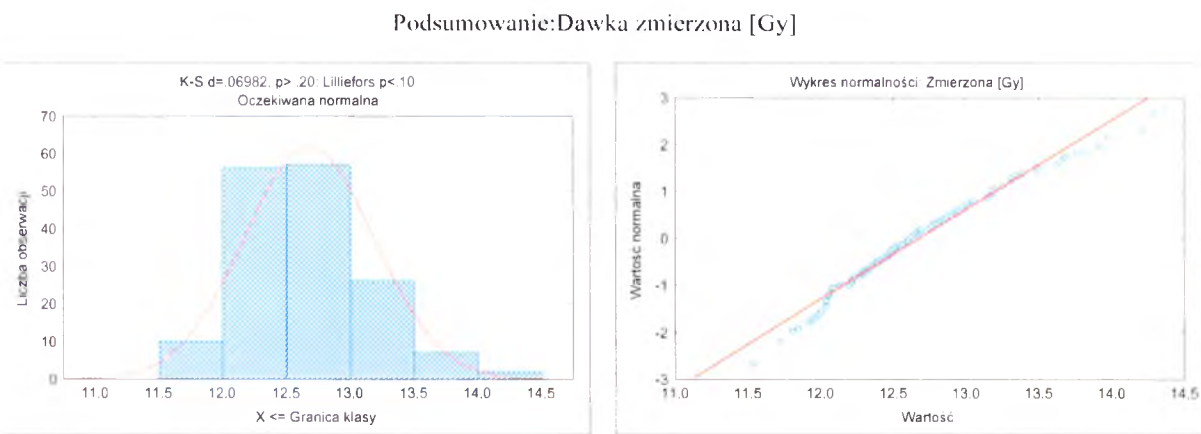 Podsumowanie:Dawka zmierzona [Gy]
K-S d=.06982, p> .20; Lilliefors p<.10
Oczekiwana normalna
70
60
50
40
30
20
10
0
Liczba obserwacji
11.0 11.5 12.0 12.5 13.0 13.5 14.0 14.5
X <= Granica klasy
Wykres normalności: Zmierzona [Gy]
3
2
1
0
-1
-2
-3
Wartość normalna
11.0 11.5 12.0 12.5 13.0 13.5 14.0 14.5
Wartość